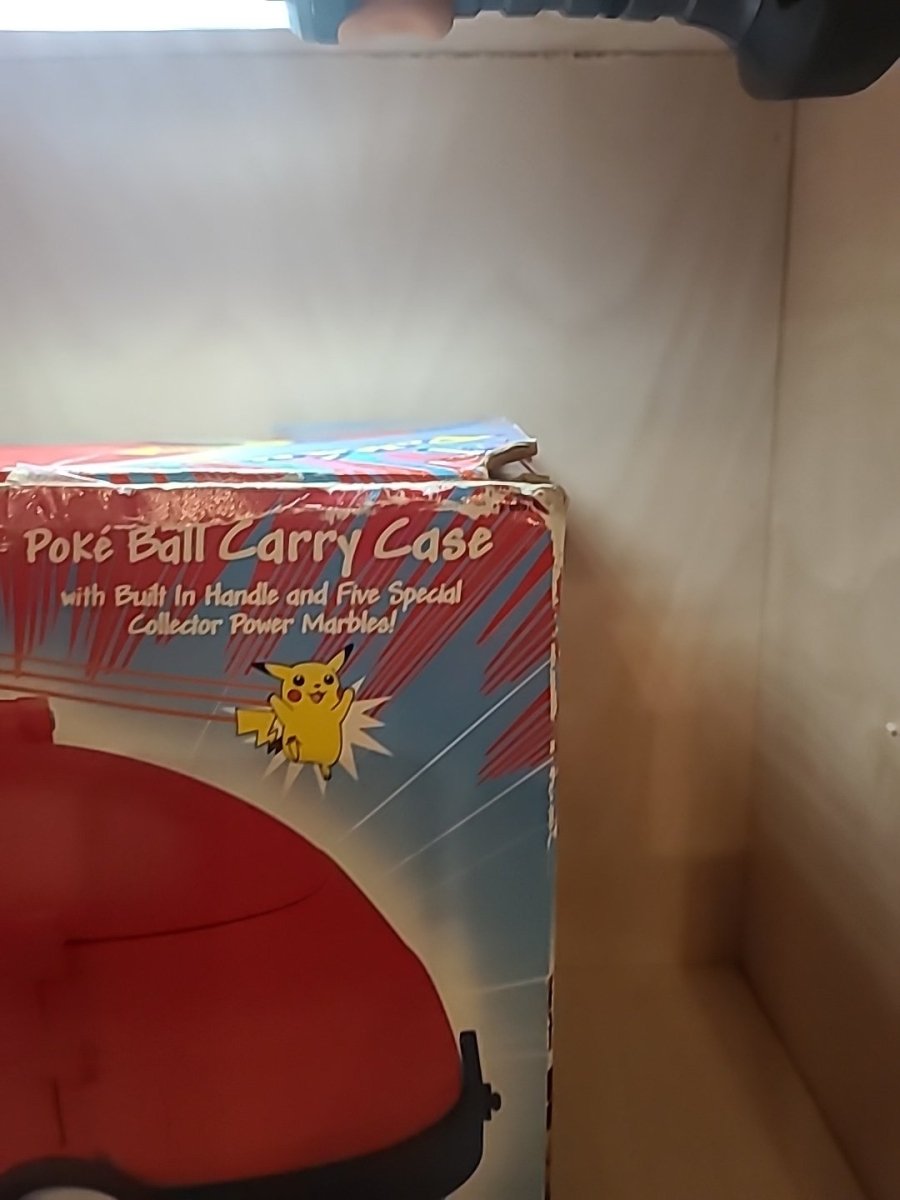 Poké Ball Carry Case
with Built In Handle and Five Special
Collector Power Marbles!